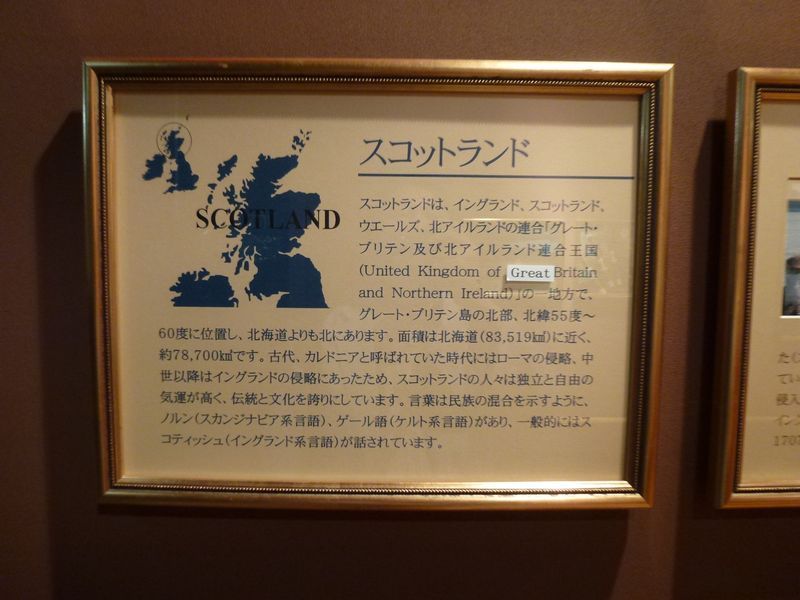 スコットランド
SCOTLAND
スコットランドは、イングランド、スコットランド、
ウエールズ、北アイルランドの連合「グレート・
ブリテン及び北アイルランド連合王国
(United Kingdom of Great Britain
and Northern Ireland)」の一地方で、
グレート・ブリテン島の北部、北緯55度〜
60度に位置し、北海道よりも北にあります。面積は北海道(83,519㎢)に近く、
約78,700㎢です。古代、カルドニアと呼ばれていた時代にはローマの侵略、中
世以降はイングランドの侵略にあったため、スコットランドの人々は独立と自由の
気運が高く、伝統と文化を誇りにしています。言葉は民族の混合を示すように、
ノルン(スカンジナビア系言語)、ゲール語(ケルト系言語)があり、一般的にはス
コティッシュ(イングランド系言語)が話されています。
てい
侵入
イン
170